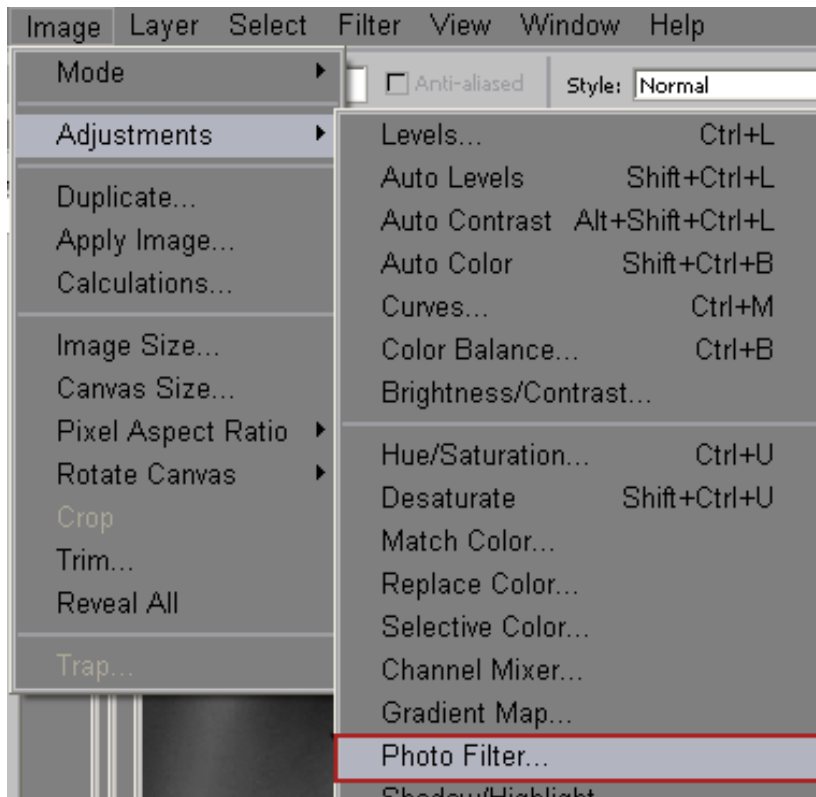 Image Layer Select Filter View Window Help
Anti-aliased Style: Normal
Mode
Adjustments
Duplicate...
Apply Image...
Calculations...
Image Size...
Canvas Size...
Pixel Aspect Ratio
Rotate Canvas
Crop
Trim...
Reveal All
Trap...
Levels... Ctrl+L
Auto Levels Shift+Ctrl+L
Auto Contrast Alt+Shift+Ctrl+L
Auto Color Shift+Ctrl+B
Curves... Ctrl+M
Color Balance... Ctrl+B
Brightness/Contrast...
Hue/Saturation... Ctrl+U
Desaturate Shift+Ctrl+U
Match Color...
Replace Color...
Selective Color...
Channel Mixer...
Gradient Map...
Photo Filter...
Shadow/Highlight